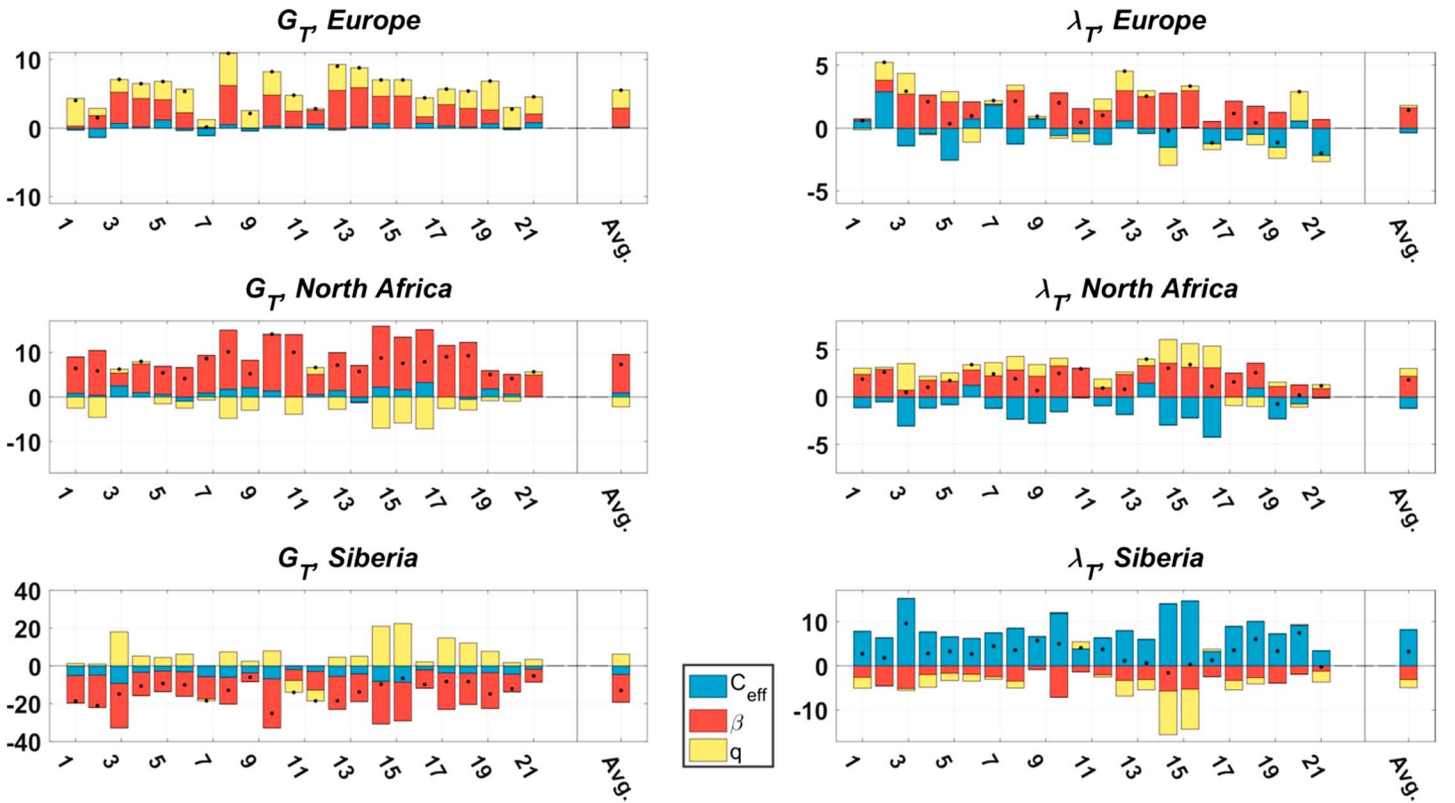 G_T, Europe
λ_T, Europe
10
0
-10
1 3 5 7 9 11 13 15 17 19 21 Avg.
5
0
-5
1 3 5 7 9 11 13 15 17 19 21 Avg.
G_T, North Africa
λ_T, North Africa
10
0
-10
1 3 5 7 9 11 13 15 17 19 21 Avg.
5
0
-5
1 3 5 7 9 11 13 15 17 19 21 Avg.
G_T, Siberia
λ_T, Siberia
40
20
0
-20
-40
1 3 5 7 9 11 13 15 17 19 21 Avg.
C_eff
β
q
10
0
-10
1 3 5 7 9 11 13 15 17 19 21 Avg.